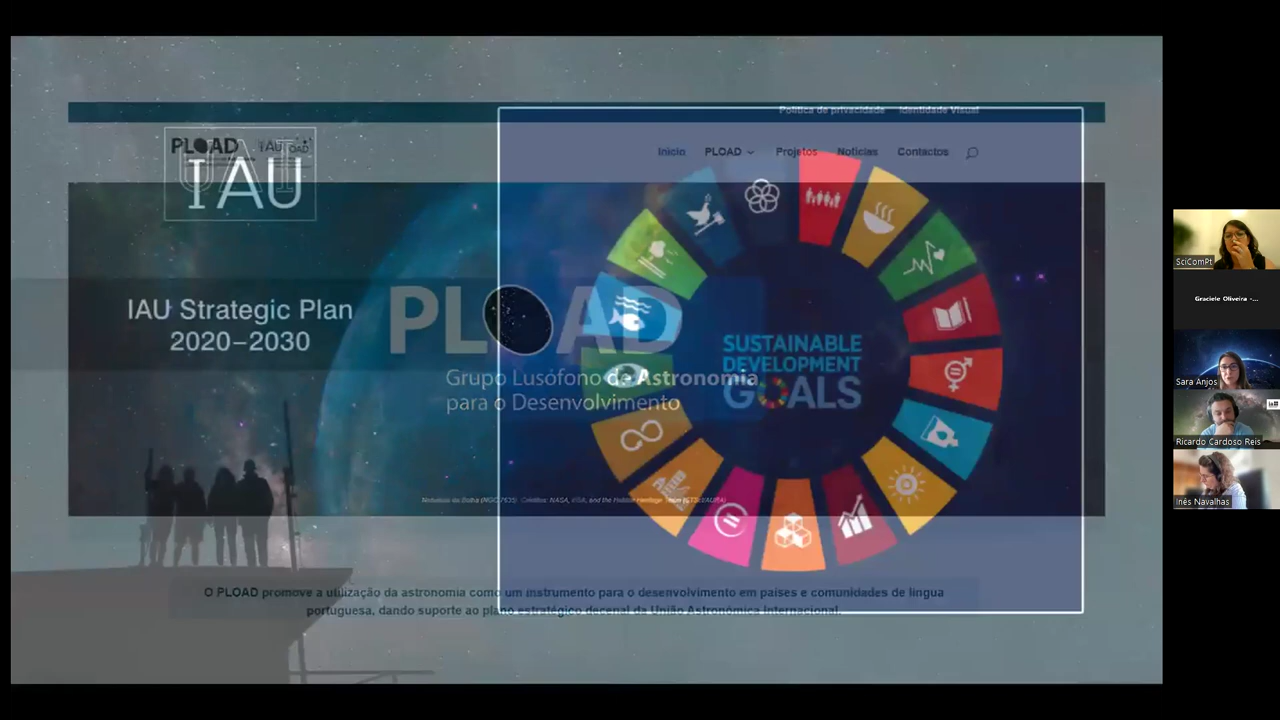 Política de privacidade Identidade Visual
PLOAD IAU OAD
IAU
Início PLOAD Projetos Notícias Contactos
IAU Strategic Plan
2020–2030
PLOAD
Grupo Lusófono de Astronomia
para o Desenvolvimento
SUSTAINABLE
DEVELOPMENT
GOALS
O PLOAD promove a utilização da astronomia como um instrumento para o desenvolvimento em países e comunidades de língua
portuguesa, dando suporte ao plano estratégico decenal da União Astronómica Internacional.
SciComPt
Graciele Oliveira -...
Sara Anjos
Ricardo Cardoso Reis
Inês Navalhas